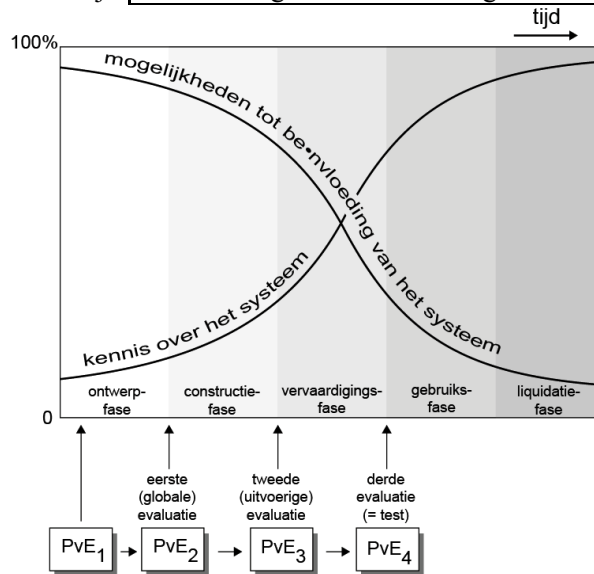 tijd
100%
mogelijkheden tot be•nvloeding van het systeem
kennis over het systeem
ontwerp-
fase
constructie-
fase
vervaardigings-
fase
gebruiks-
fase
liquidatie-
fase
0
eerste
(globale)
evaluatie
tweede
(uitvoerige)
evaluatie
derde
evaluatie
(= test)
PvE1
PvE2
PvE3
PvE4